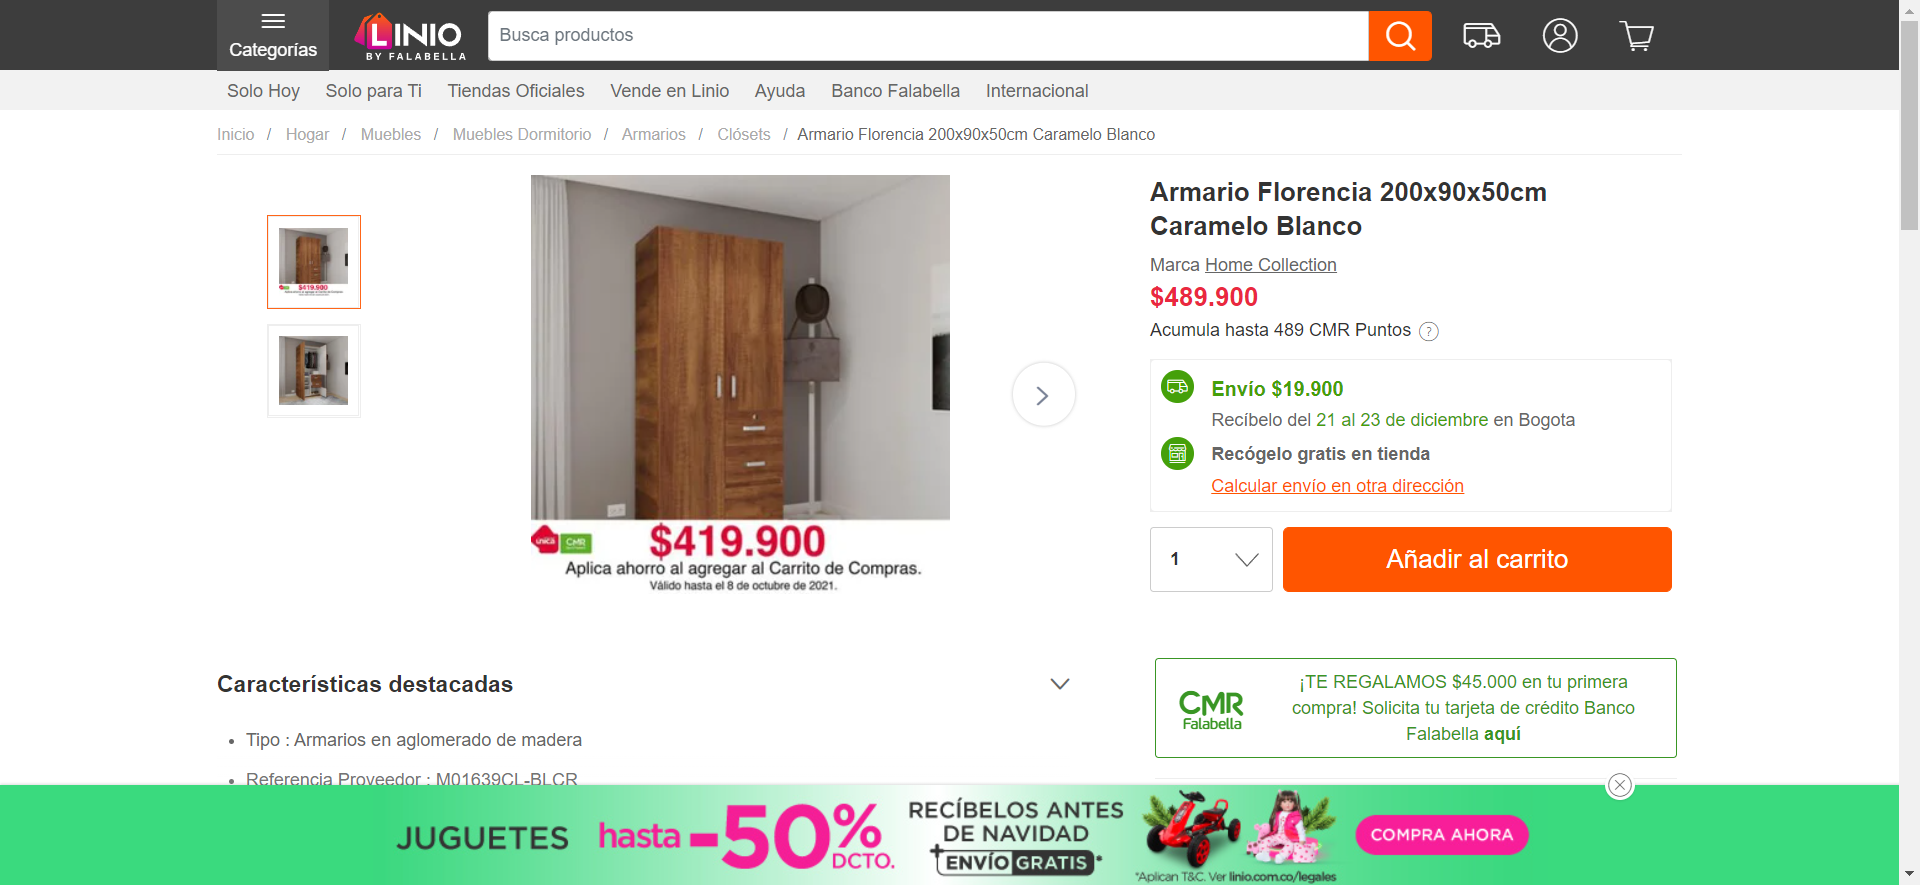 Categorías
LINIO
BY FALABELLA
Busca productos
Solo Hoy Solo para Ti Tiendas Oficiales Vende en Linio Ayuda Banco Falabella Internacional
Inicio / Hogar / Muebles / Muebles Dormitorio / Armarios / Clósets / Armario Florencia 200x90x50cm Caramelo Blanco
$419.900
única CMR $419.900
Aplica ahorro al agregar al Carrito de Compras.
Válido hasta el 8 de octubre de 2021.
Armario Florencia 200x90x50cm
Caramelo Blanco
Marca Home Collection
$489.900
Acumula hasta 489 CMR Puntos ?
Envío $19.900
Recíbelo del 21 al 23 de diciembre en Bogota
Recógelo gratis en tienda
Calcular envío en otra dirección
1 Añadir al carrito
¡TE REGALAMOS $45.000 en tu primera
compra! Solicita tu tarjeta de crédito Banco
Falabella aquí
CMR
Falabella
Características destacadas
• Tipo : Armarios en aglomerado de madera
• Referencia Proveedor : M01639CL-BLCR
JUGUETES hasta -50% DCTO.
RECÍBELOS ANTES
DE NAVIDAD
+ENVÍO GRATIS*
*Aplican T&C. Ver linio.com.co/legales
COMPRA AHORA